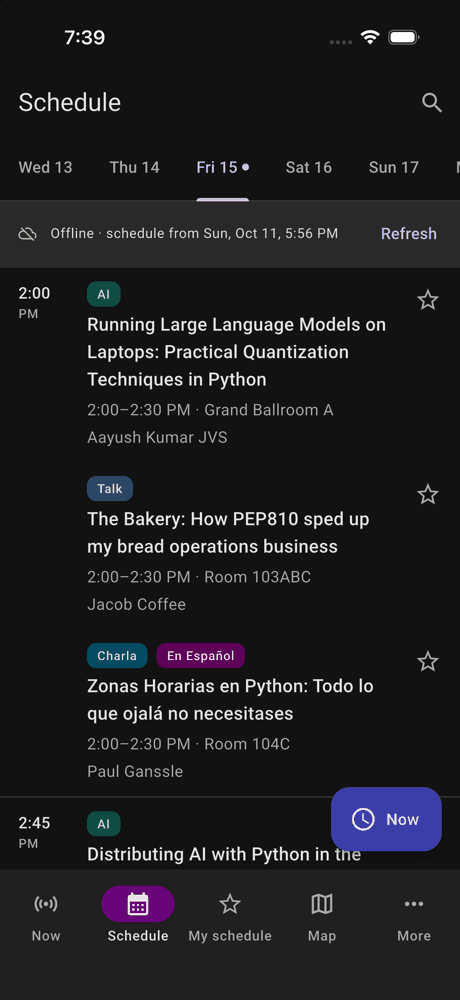 7:39
Schedule
Wed 13
Thu 14
Fri 15
Sat 16
Sun 17
Offline · schedule from Sun, Oct 11, 5:56 PM
Refresh
2:00
PM
AI
Running Large Language Models on
Laptops: Practical Quantization
Techniques in Python
2:00–2:30 PM · Grand Ballroom A
Aayush Kumar JVS
Talk
The Bakery: How PEP810 sped up
my bread operations business
2:00–2:30 PM · Room 103ABC
Jacob Coffee
Charla
En Español
Zonas Horarias en Python: Todo lo
que ojalá no necesitases
2:00–2:30 PM · Room 104C
Paul Ganssle
2:45
PM
AI
Distributing AI with Python in the
Now
Now
Schedule
My schedule
Map
More